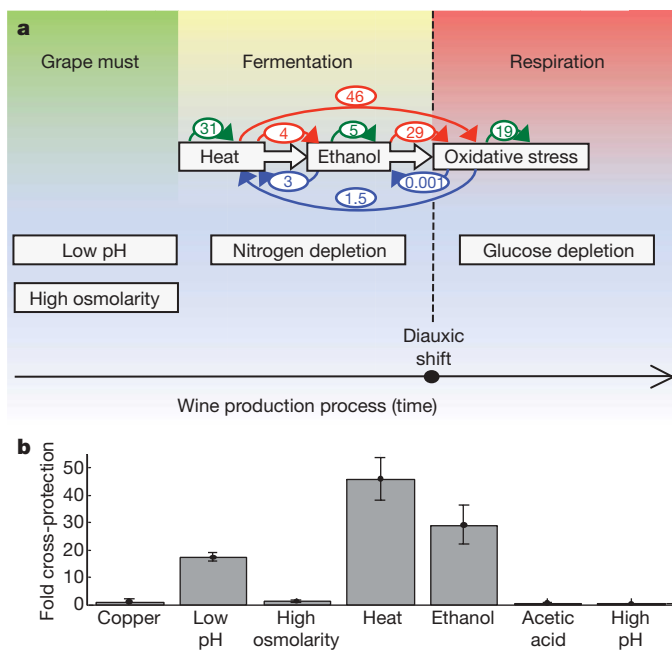 a
Grape must
Fermentation
Respiration
46
31
4
5
29
19
Heat
Ethanol
Oxidative stress
3
0.001
1.5
Low pH
Nitrogen depletion
Glucose depletion
High osmolarity
Diauxic
shift
Wine production process (time)
b
Fold cross-protection
50
40
30
20
10
0
Copper
Low
pH
High
osmolarity
Heat
Ethanol
Acetic
acid
High
pH